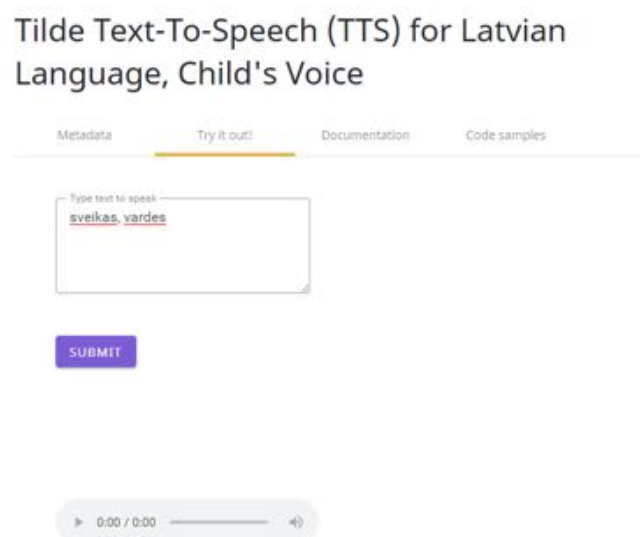 Tilde Text-To-Speech (TTS) for Latvian
Language, Child's Voice
Metadata Try it out! Documentation Code samples
Type text to speak
sveikas, vardes
SUBMIT
0:00 / 0:00